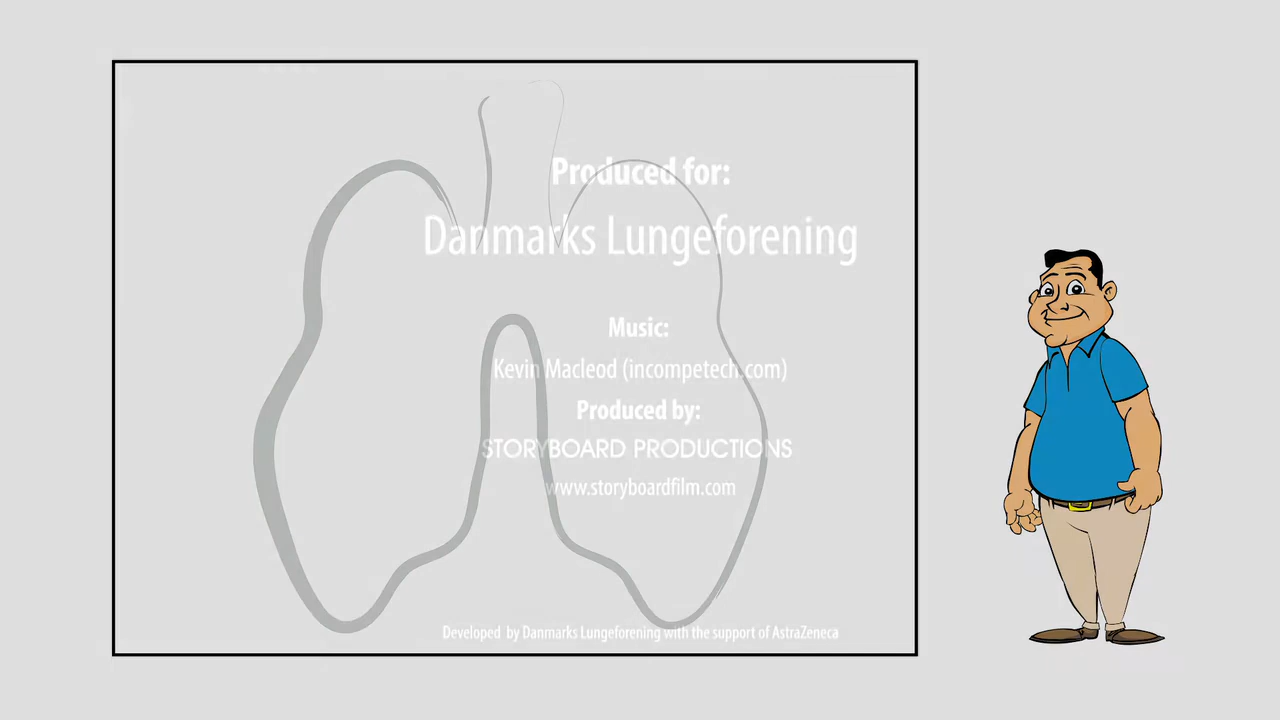 Produced for:
Danmarks Lungeforening
Music:
Kevin Macleod (incompetech.com)
Produced by:
STORYBOARD PRODUCTIONS
www.storyboardfilm.com
Developed by Danmarks Lungeforening with the support of AstraZeneca